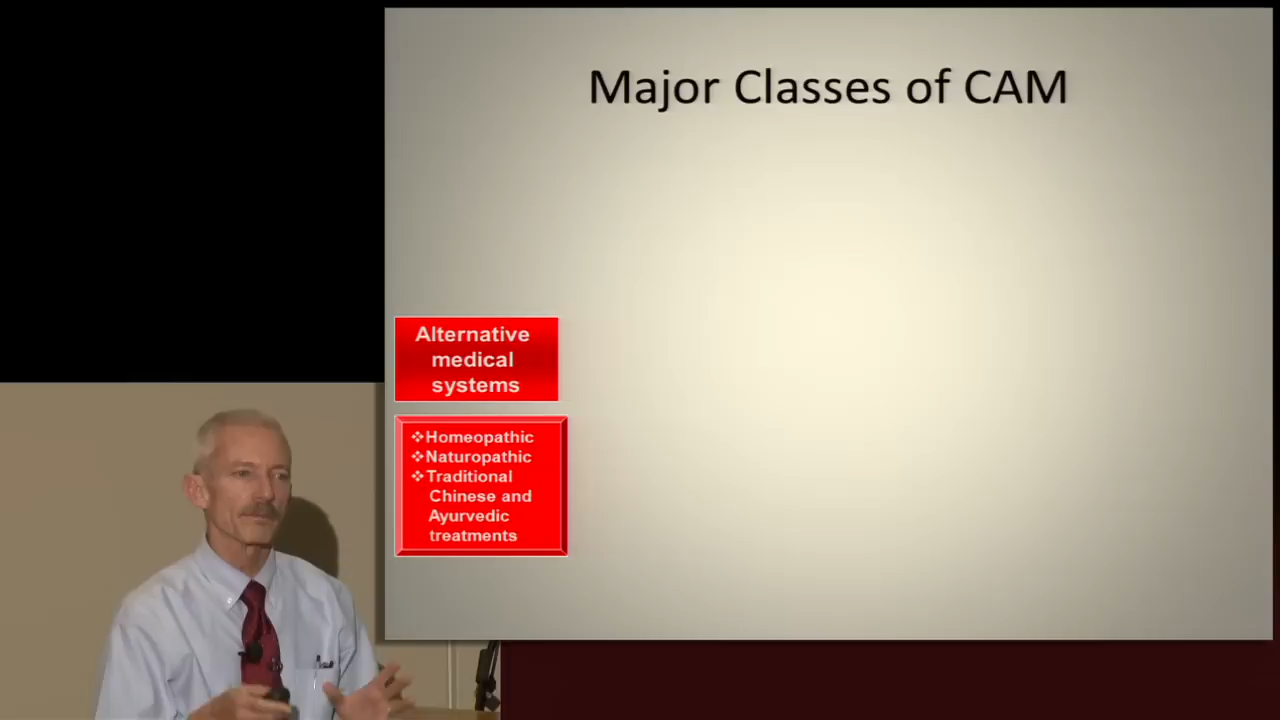 Major Classes of CAM
Alternative
medical
systems
❖Homeopathic
❖Naturopathic
❖Traditional
Chinese and
Ayurvedic
treatments